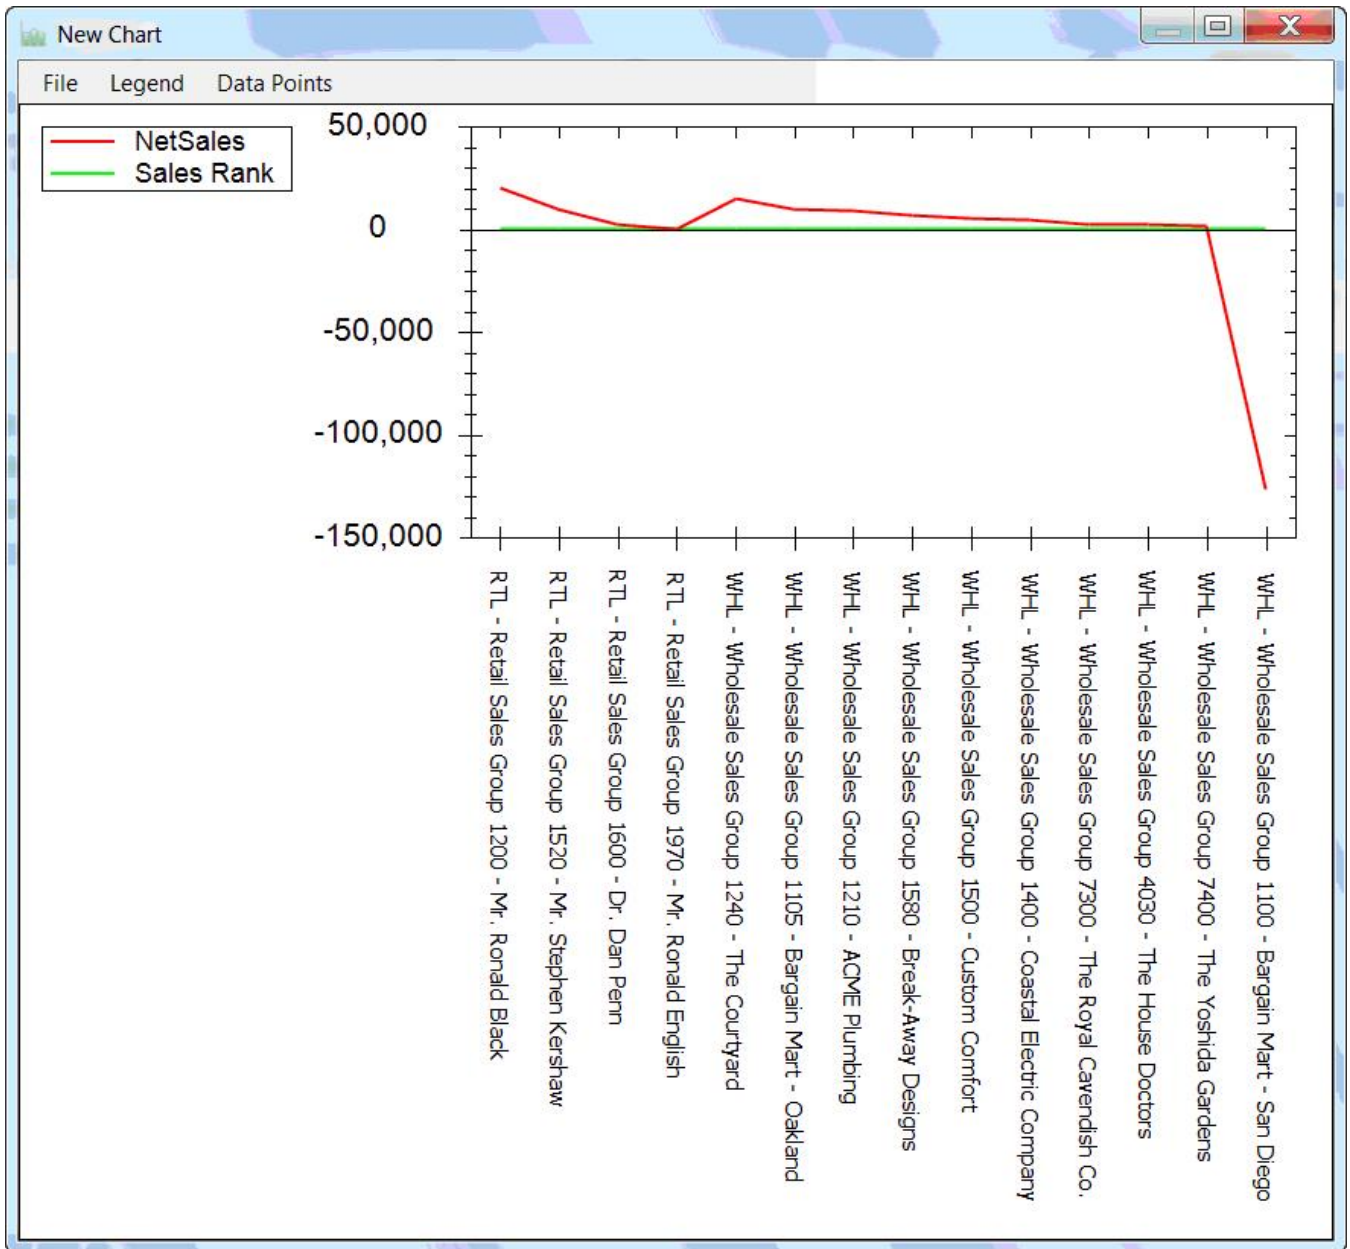 New Chart
File Legend Data Points
NetSales
Sales Rank
50,000
0
-50,000
-100,000
-150,000
RTL - Retail Sales Group 1200 - Mr. Ronald Black
RTL - Retail Sales Group 1520 - Mr. Stephen Kershaw
RTL - Retail Sales Group 1600 - Dr. Dan Penn
RTL - Retail Sales Group 1970 - Mr. Ronald English
WHL - Wholesale Sales Group 1240 - The Courtyard
WHL - Wholesale Sales Group 1105 - Bargain Mart - Oakland
WHL - Wholesale Sales Group 1210 - ACME Plumbing
WHL - Wholesale Sales Group 1580 - Break-Away Designs
WHL - Wholesale Sales Group 1500 - Custom Comfort
WHL - Wholesale Sales Group 1400 - Coastal Electric Company
WHL - Wholesale Sales Group 7300 - The Royal Cavendish Co.
WHL - Wholesale Sales Group 4030 - The House Doctors
WHL - Wholesale Sales Group 7400 - The Yoshida Gardens
WHL - Wholesale Sales Group 1100 - Bargain Mart - San Diego